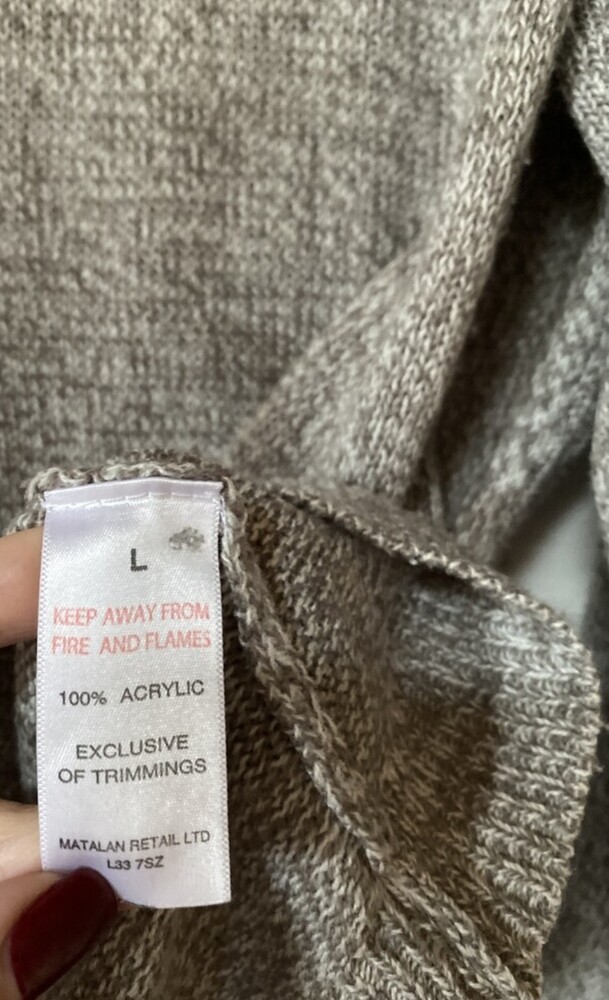 L
KEEP AWAY FROM
FIRE AND FLAMES
100% ACRYLIC
EXCLUSIVE
OF TRIMMINGS
MATALAN RETAIL LTD
L33 7SZ